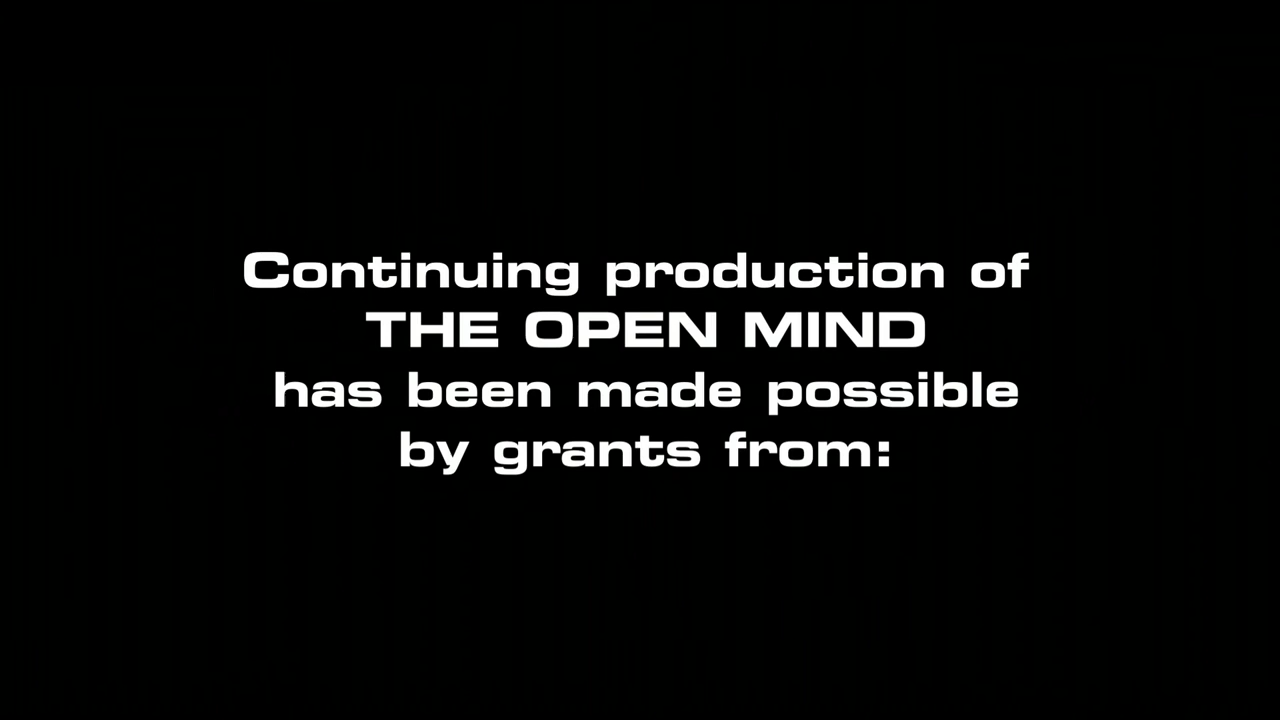 Continuing production of
THE OPEN MIND
has been made possible
by grants from: